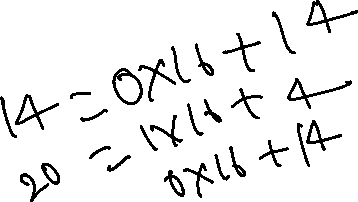 14 = 0x16 + 14
20 = 1x16 + 4
0x16 + 14